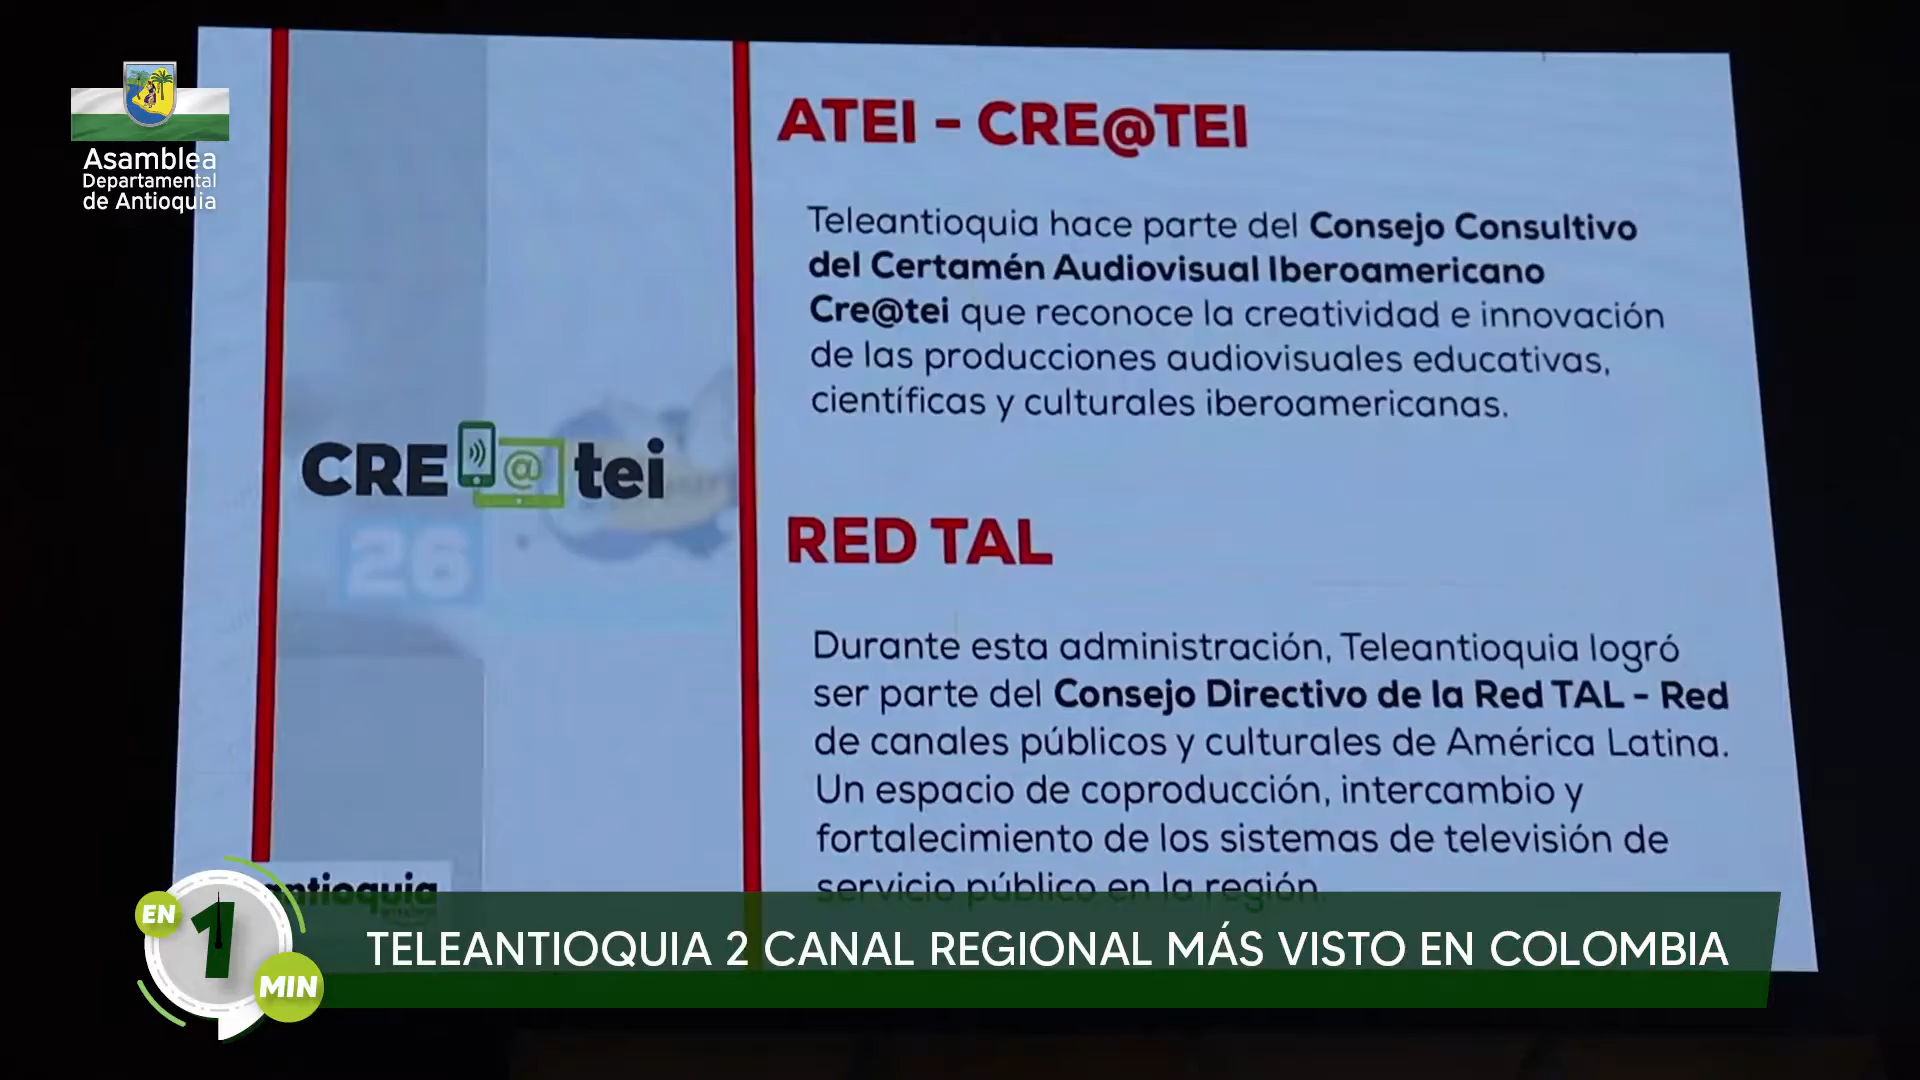 Asamblea
Departamental
de Antioquia
ATEI - CRE@TEI
Teleantioquia hace parte del Consejo Consultivo
del Certamén Audiovisual Iberoamericano
Cre@tei que reconoce la creatividad e innovación
de las producciones audiovisuales educativas,
científicas y culturales iberoamericanas.
CRE@tei
26
RED TAL
Durante esta administración, Teleantioquia logró
ser parte del Consejo Directivo de la Red TAL - Red
de canales públicos y culturales de América Latina.
Un espacio de coproducción, intercambio y
fortalecimiento de los sistemas de televisión de
servicio público en la región.
antioquia
EN
1
MIN
TELEANTIOQUIA 2 CANAL REGIONAL MÁS VISTO EN COLOMBIA